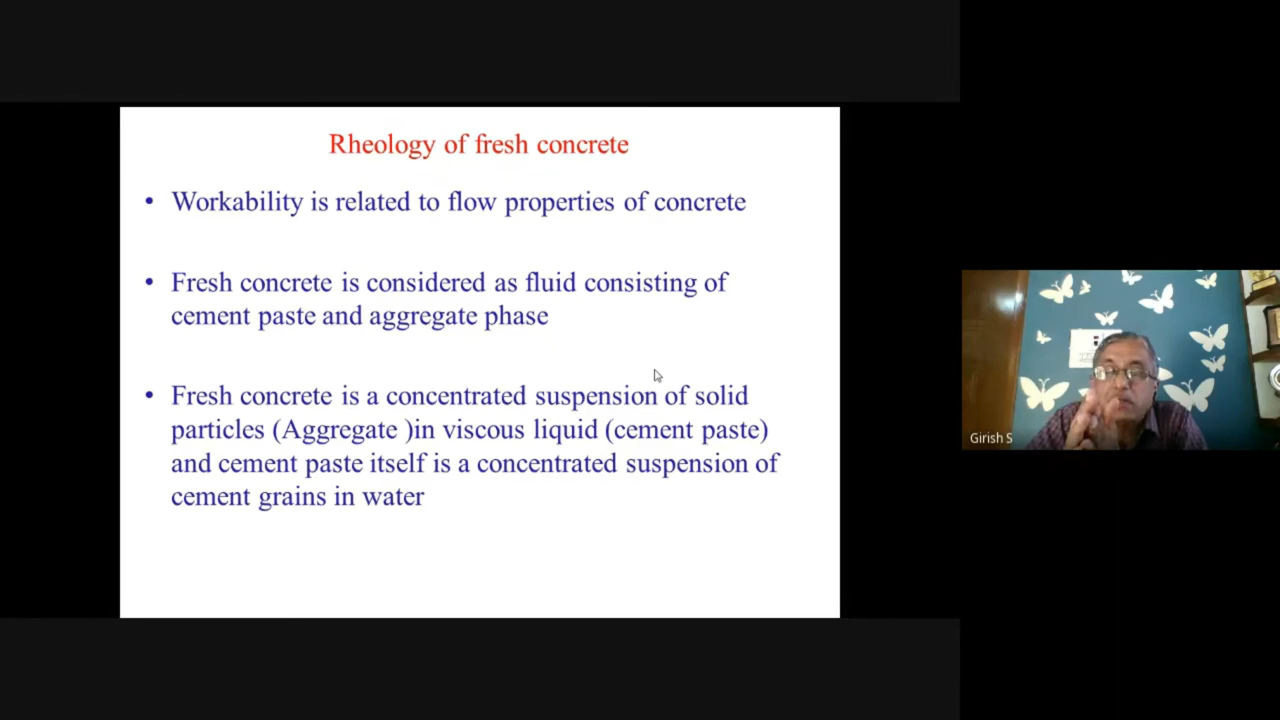 Rheology of fresh concrete
• Workability is related to flow properties of concrete
• Fresh concrete is considered as fluid consisting of
cement paste and aggregate phase
• Fresh concrete is a concentrated suspension of solid
particles (Aggregate )in viscous liquid (cement paste)
and cement paste itself is a concentrated suspension of
cement grains in water
Girish S